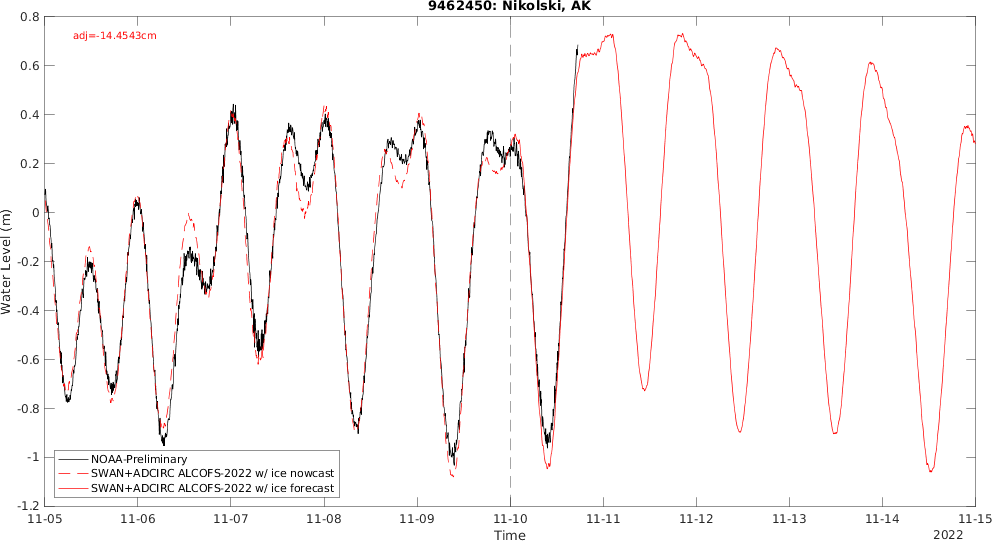 9462450: Nikolski, AK
adj=-14.4543cm
0.8
0.6
0.4
0.2
0
-0.2
-0.4
-0.6
-0.8
-1
-1.2
Water Level (m)
NOAA-Preliminary
SWAN+ADCIRC ALCOFS-2022 w/ ice nowcast
SWAN+ADCIRC ALCOFS-2022 w/ ice forecast
11-05 11-06 11-07 11-08 11-09 11-10 11-11 11-12 11-13 11-14 11-15
Time
2022